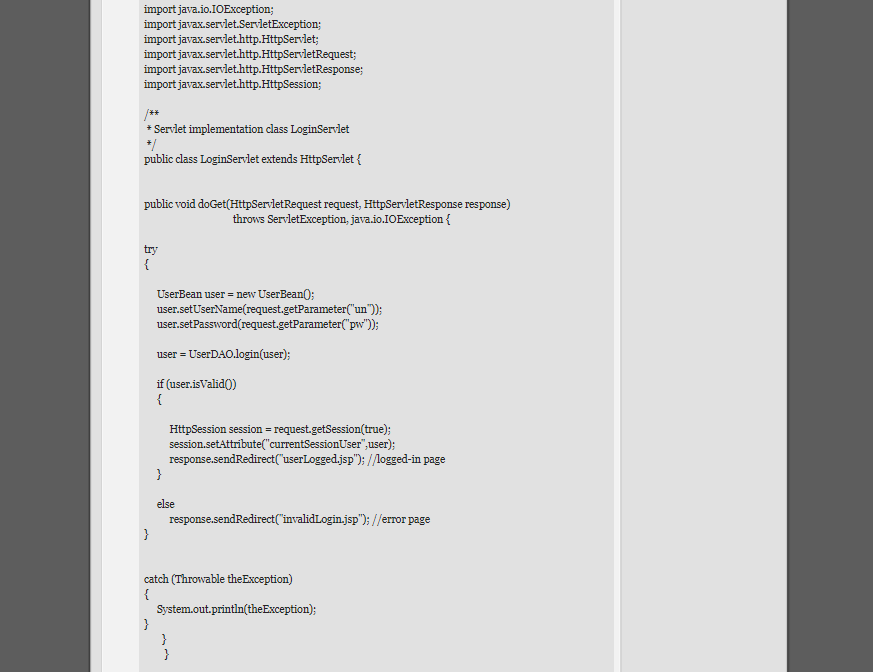 import java.io.IOException;
import javax.servlet.ServletException;
import javax.servlet.http.HttpServlet;
import javax.servlet.http.HttpServletRequest;
import javax.servlet.http.HttpServletResponse;
import javax.servlet.http.HttpSession;
/**
* Servlet implementation class LoginServlet
*/
public class LoginServlet extends HttpServlet {
public void doGet(HttpServletRequest request, HttpServletResponse response)
throws ServletException, java.io.IOException {
try
{
UserBean user = new UserBean();
user.setUserName(request.getParameter("un"));
user.setPassword(request.getParameter("pw"));
user = UserDAO.login(user);
if (user.isValid())
{
HttpSession session = request.getSession(true);
session.setAttribute("currentSessionUser",user);
response.sendRedirect("userLogged.jsp"); //logged-in page
}
else
response.sendRedirect("invalidLogin.jsp"); //error page
}
catch (Throwable theException)
{
System.out.println(theException);
}
}
}